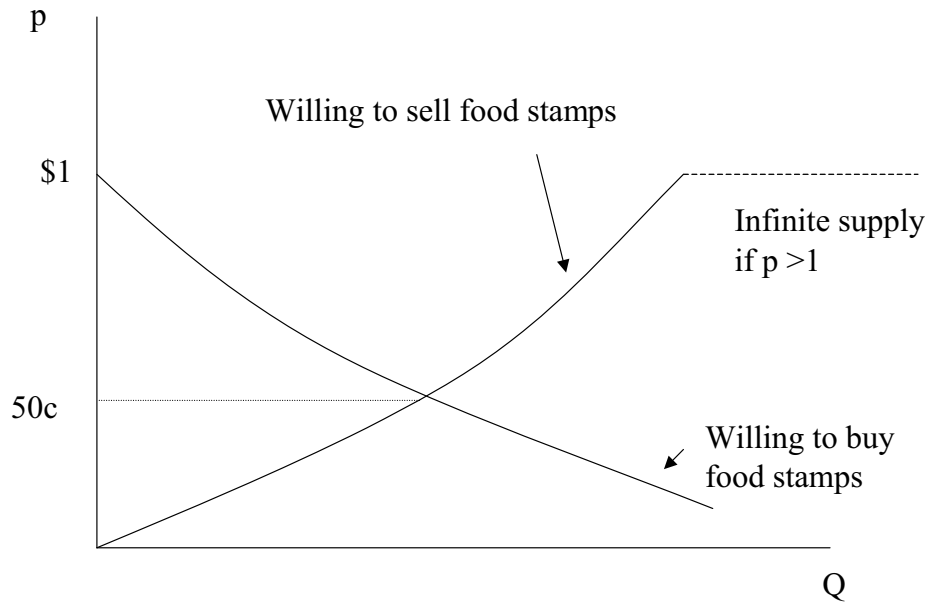 p
Willing to sell food stamps
$1
Infinite supply
if p >1
50c
Willing to buy
food stamps
Q